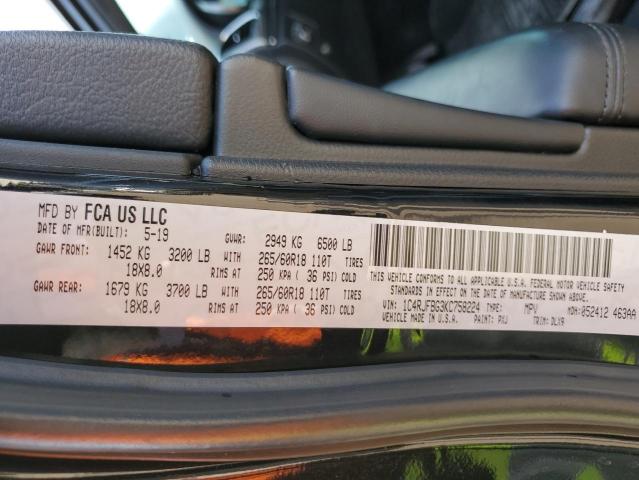 MFD BY FCA US LLC
DATE OF MFR(BUILT): 5-19 GVWR: 2949 KG 6500 LB
GAWR FRONT: 1452 KG 3200 LB WITH 265/60R18 110T TIRES
18X8.0 RIMS AT 250 KPA ( 36 PSI) COLD
GAWR REAR: 1679 KG 3700 LB WITH 265/60R18 110T TIRES
18X8.0 RIMS AT 250 KPA ( 36 PSI) COLD
THIS VEHICLE CONFORMS TO ALL APPLICABLE U.S.A. FEDERAL MOTOR VEHICLE SAFETY
STANDARDS IN EFFECT ON THE DATE OF MANUFACTURE SHOWN ABOVE.
VIN: 1C4RJFBG3KC758224 TYPE: MPV MDH: 052412 463AA
VEHICLE MADE IN U.S.A. PAINT: PXJ TRIM: DLX9